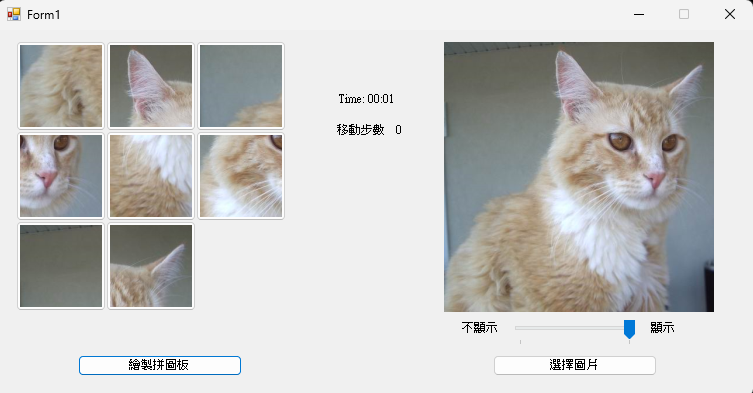 Form1
Time: 00:01
移動步數 0
不顯示
顯示
繪製拼圖板
選擇圖片